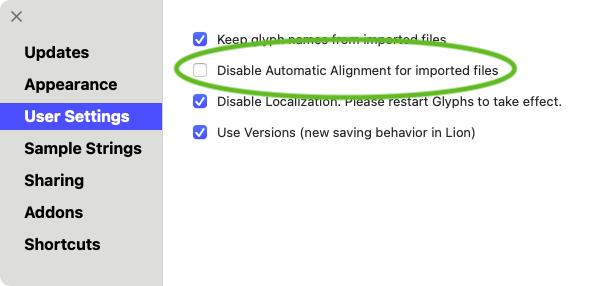 Updates
Appearance
User Settings
Sample Strings
Sharing
Addons
Shortcuts
Keep glyph names from imported files
Disable Automatic Alignment for imported files
Disable Localization. Please restart Glyphs to take effect.
Use Versions (new saving behavior in Lion)